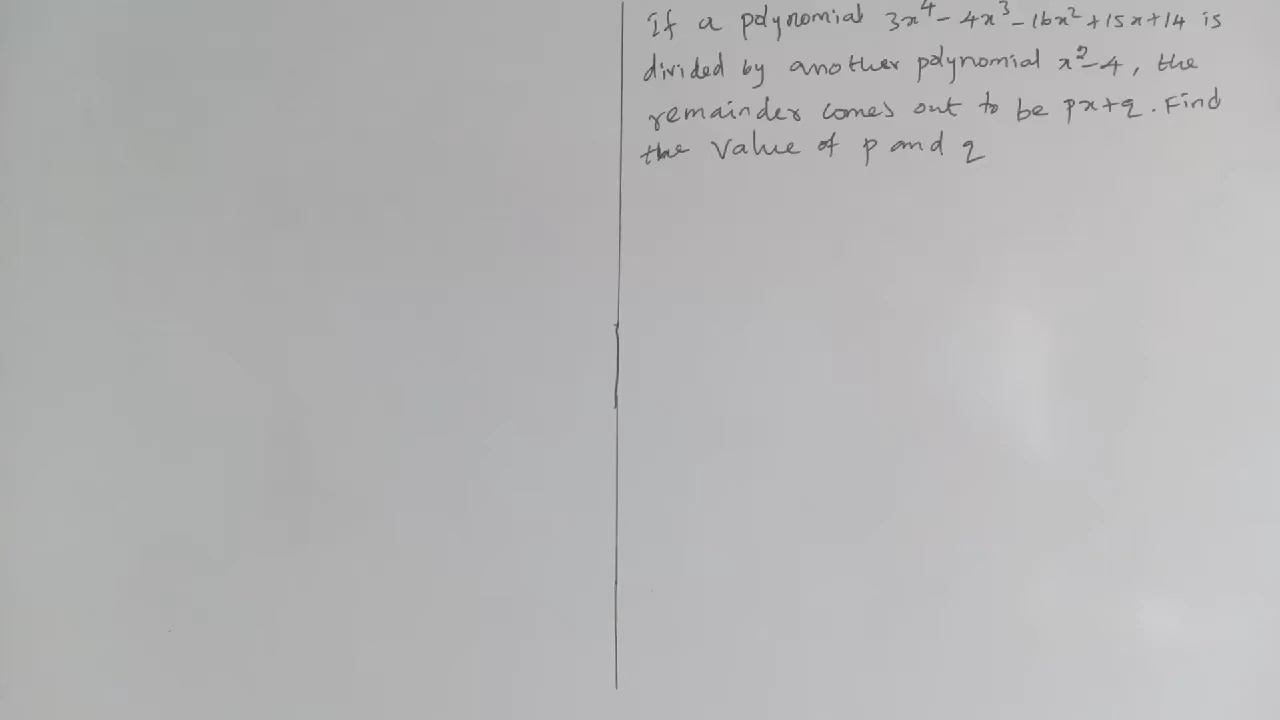 If a polynomial 3x⁴ - 4x³ - 16x² + 15x + 14 is
divided by another polynomial x² - 4, the
remainder comes out to be px + q. Find
the value of p and q